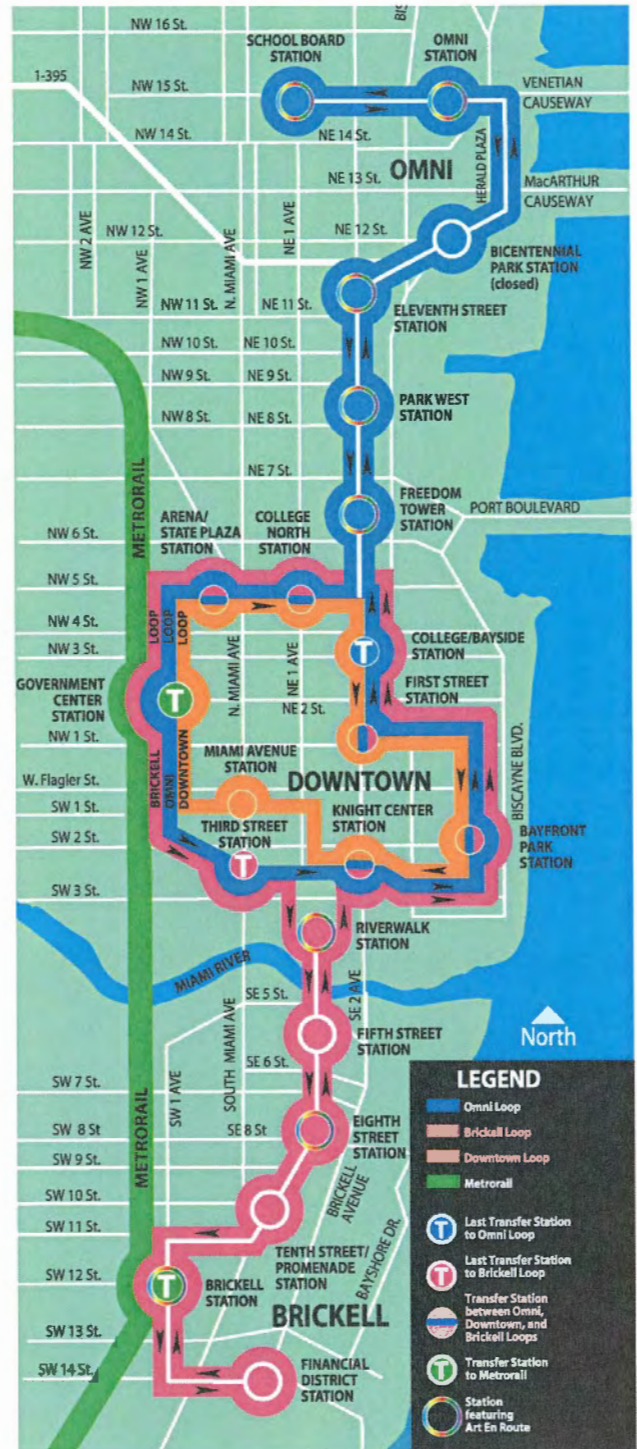 NW 16 St.
BIS
SCHOOL BOARD
STATION
OMNI
STATION
1-395
NW 15 St.
VENETIAN
CAUSEWAY
NW 14 St.
NE 14 St.
OMNI
HERALD PLAZA
NE 13 St.
MacARTHUR
CAUSEWAY
NW 2 AVE
NW 1 AVE
NW 12 St.
N. MIAMI AVE
NE 1 AVE
NE 12 St.
BICENTENNIAL
PARK STATION
(closed)
NW 11 St.
NE 11 St.
ELEVENTH STREET
STATION
NW 10 St.
NE 10 St.
NW 9 St.
NE 9 St.
PARK WEST
STATION
NW 8 St.
NE 8 St.
METRORAIL
NE 7 St.
FREEDOM
TOWER
STATION
PORT BOULEVARD
ARENA/
STATE PLAZA
STATION
COLLEGE
NORTH
STATION
NW 6 St.
NW 5 St.
LOOP
LOOP
LOOP
NW 4 St.
NW 3 St.
N. MIAMI AVE
NE 1 AVE
COLLEGE/BAYSIDE
STATION
GOVERNMENT
CENTER
STATION
T
T
NE 2 St.
FIRST STREET
STATION
NW 1 St.
MIAMI AVENUE
STATION
BISCAYNE BLVD.
W. Flagler St.
BRICKELL
OMNI
DOWNTOWN
DOWNTOWN
SW 1 St.
THIRD STREET
STATION
KNIGHT CENTER
STATION
SW 2 St.
BAYFRONT
PARK
STATION
T
SW 3 St.
RIVERWALK
STATION
MIAMI RIVER
SE 5 St.
SE 2 AVE
North
SOUTH MIAMI AVE
FIFTH STREET
STATION
SE 6 St.
SW 7 St.
SW 1 AVE
METRORAIL
SW 8 St
SE 8 St
EIGHTH
STREET
STATION
SW 9 St.
SW 10 St.
BRICKELL
AVENUE
SW 11 St.
BAYSHORE DR.
TENTH STREET/
PROMENADE
STATION
SW 12 St.
T
BRICKELL
STATION
BRICKELL
SW 13 St.
SW 14 St.
FINANCIAL
DISTRICT
STATION
LEGEND
Omni Loop
Brickell Loop
Downtown Loop
Metrorail
T
Last Transfer Station
to Omni Loop
T
Last Transfer Station
to Brickell Loop
Transfer Station
between Omni,
Downtown, and
Brickell Loops
T
Transfer Station
to Metrorail
Station
featuring
Art En Route